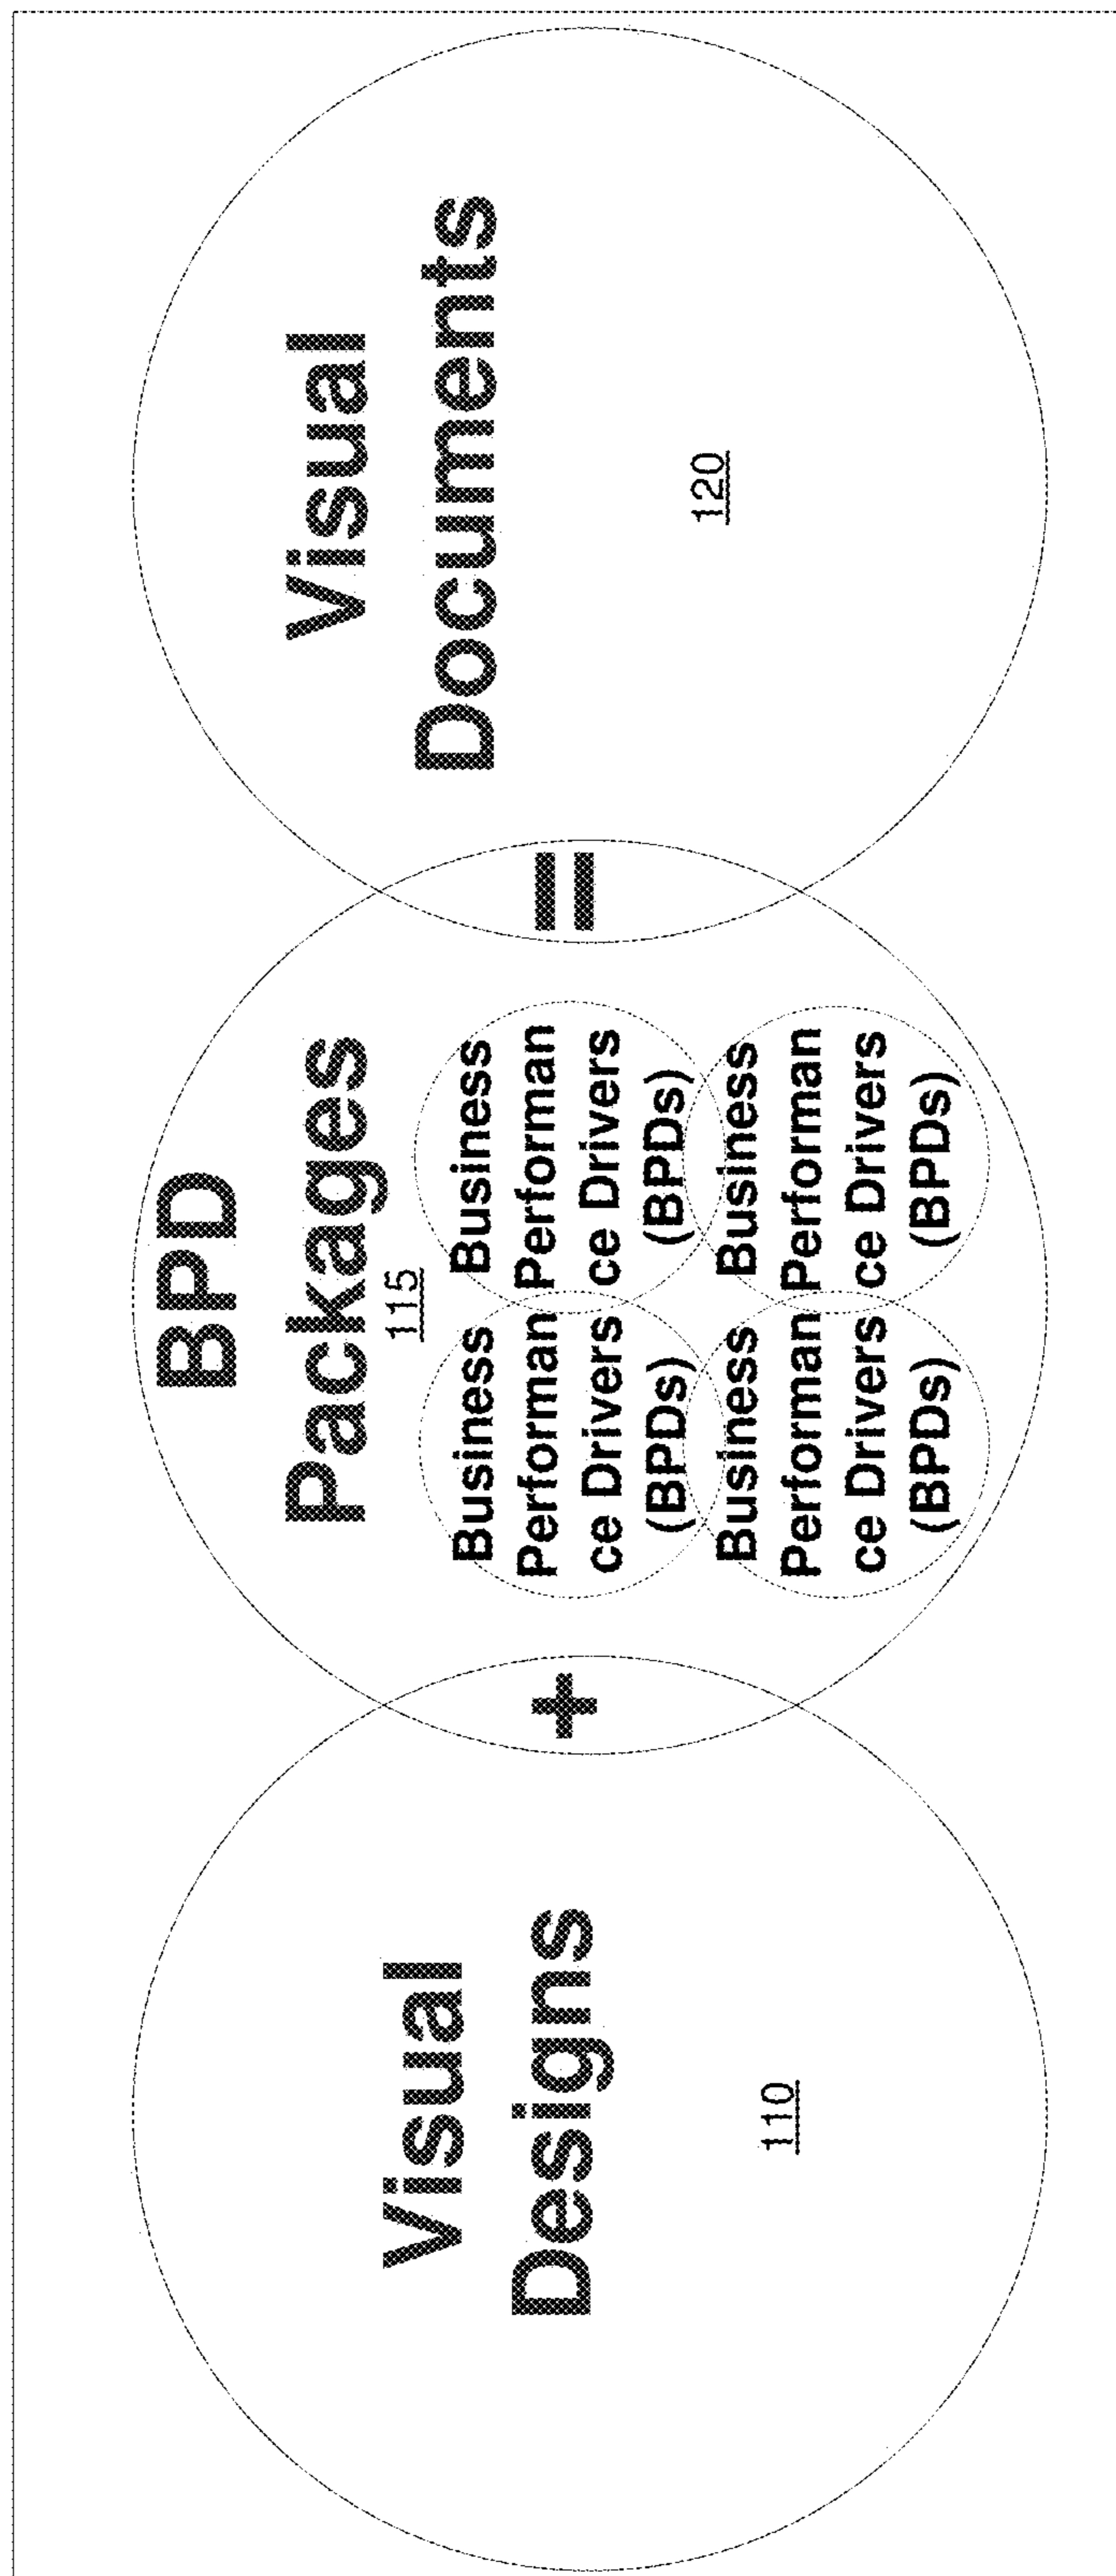 Visual
Designs
110
+
BPD
Packages
115
Business
Performan
ce Drivers
(BPDs)
Business
Performan
ce Drivers
(BPDs)
Business
Performan
ce Drivers
(BPDs)
Business
Performan
ce Drivers
(BPDs)
=
Visual
Documents
120